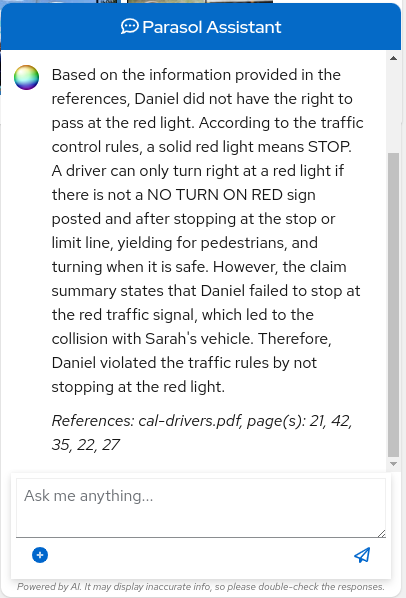 Parasol Assistant
Based on the information provided in the
references, Daniel did not have the right to
pass at the red light. According to the traffic
control rules, a solid red light means STOP.
A driver can only turn right at a red light if
there is not a NO TURN ON RED sign
posted and after stopping at the stop or
limit line, yielding for pedestrians, and
turning when it is safe. However, the claim
summary states that Daniel failed to stop at
the red traffic signal, which led to the
collision with Sarah's vehicle. Therefore,
Daniel violated the traffic rules by not
stopping at the red light.
References: cal-drivers.pdf, page(s): 21, 42,
35, 22, 27
Ask me anything...
Powered by AI. It may display inaccurate info, so please double-check the responses.